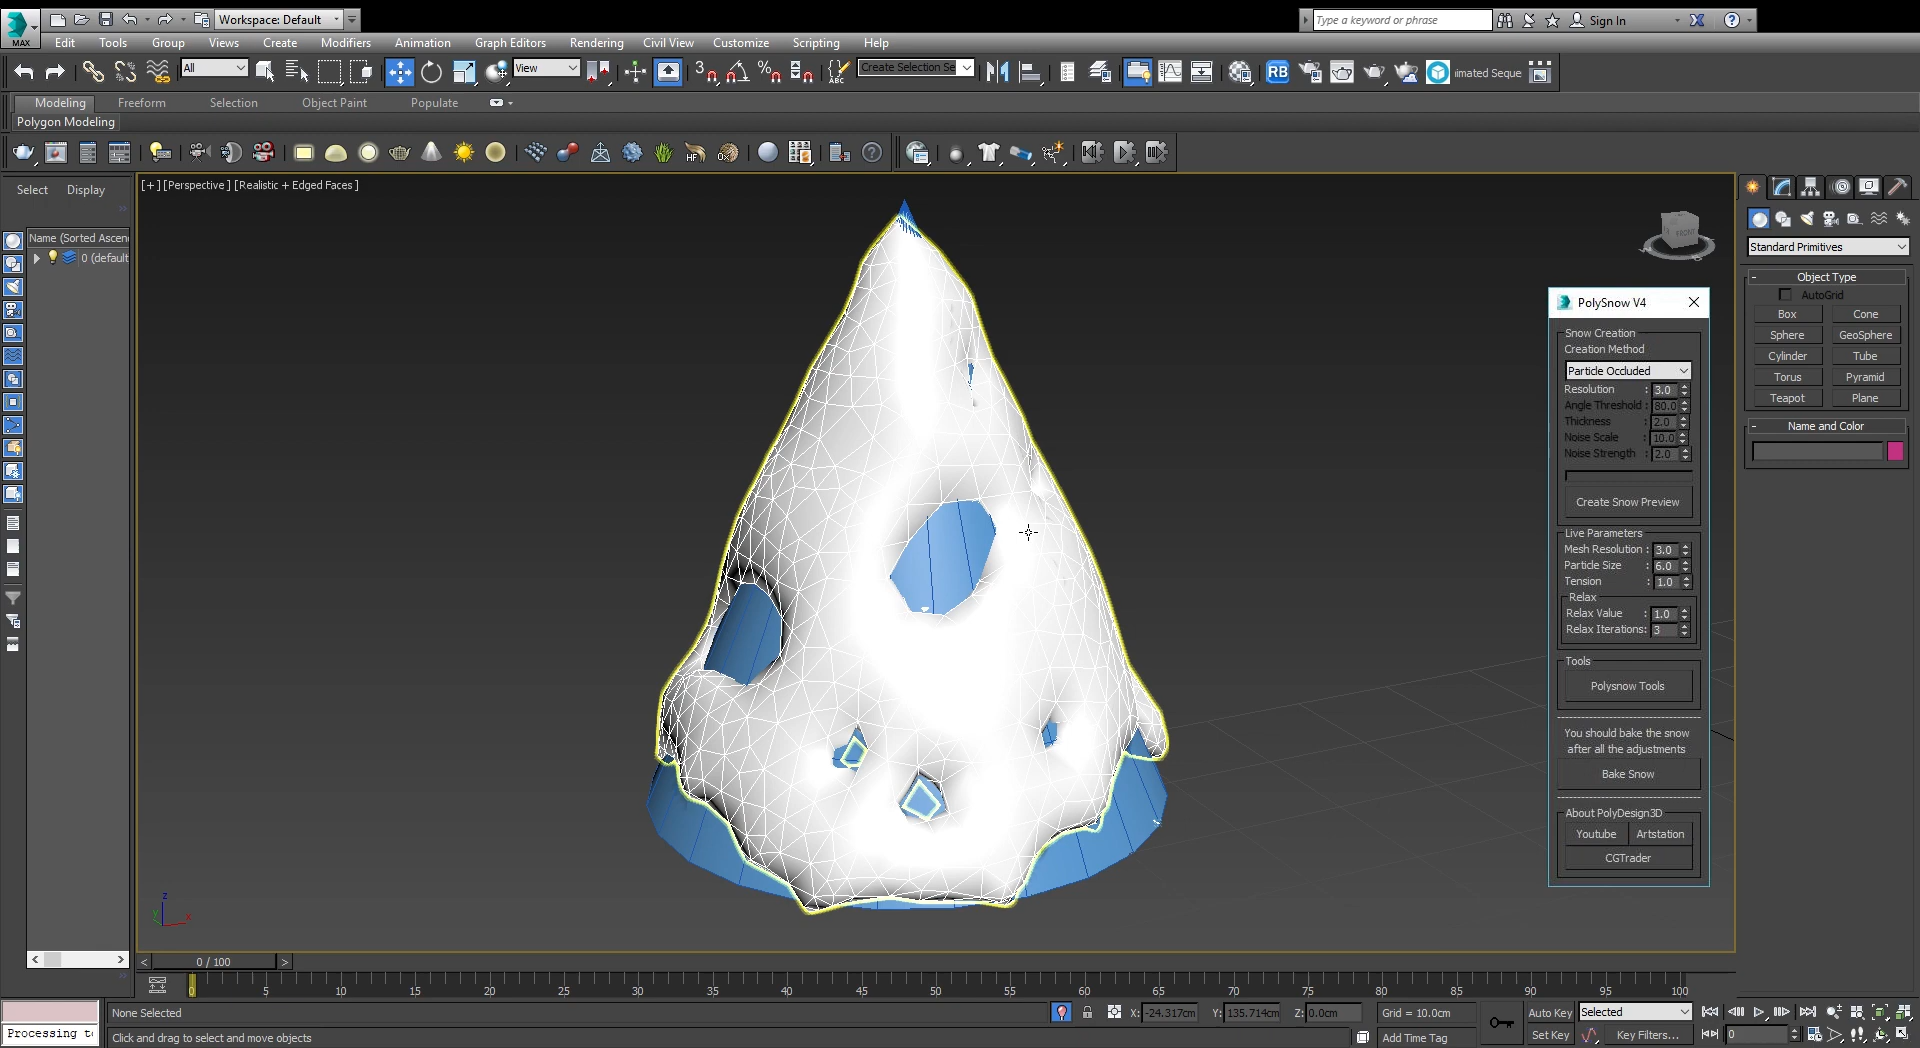 Workspace: Default
Type a keyword or phrase
Sign In
MAX
Edit Tools Group Views Create Modifiers Animation Graph Editors Rendering Civil View Customize Scripting Help
All
View
3
%
ABC
Create Selection Se
RB
imated Seque
Modeling Freeform Selection Object Paint Populate
Polygon Modeling
HF
[+] [Perspective ] [Realistic + Edged Faces ]
Select Display
Name (Sorted Ascen
0 (default
FRONT
Standard Primitives
Object Type
AutoGrid
Box Cone
Sphere GeoSphere
Cylinder Tube
Torus Pyramid
Teapot Plane
Name and Color
PolySnow V4
Snow Creation
Creation Method
Particle Occluded
Resolution : 3.0
Angle Threshold : 80.0
Thickness : 2.0
Noise Scale : 10.0
Noise Strength : 2.0
Create Snow Preview
Live Parameters
Mesh Resolution : 3.0
Particle Size : 6.0
Tension : 1.0
Relax
Relax Value : 1.0
Relax Iterations: 3
Tools
Polysnow Tools
You should bake the snow
after all the adjustments
Bake Snow
About PolyDesign3D
Youtube Artstation
CGTrader
z
y
x
< 0 / 100 >
0 5 10 15 20 25 30 35 40 45 50 55 60 65 70 75 80 85 90 95 100
None Selected
X: -24.317cm Y: 135.714cm Z: 0.0cm
Grid = 10.0cm
Auto Key Selected
Processing to
Click and drag to select and move objects
Add Time Tag
Set Key Key Filters...
0